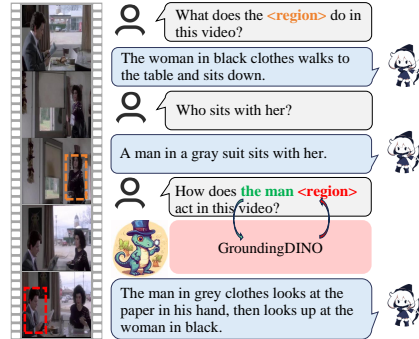 What does the <region> do in
this video?
The woman in black clothes walks to
the table and sits down.
Who sits with her?
A man in a gray suit sits with her.
How does the man <region>
act in this video?
GroundingDINO
The man in grey clothes looks at the
paper in his hand, then looks up at the
woman in black.